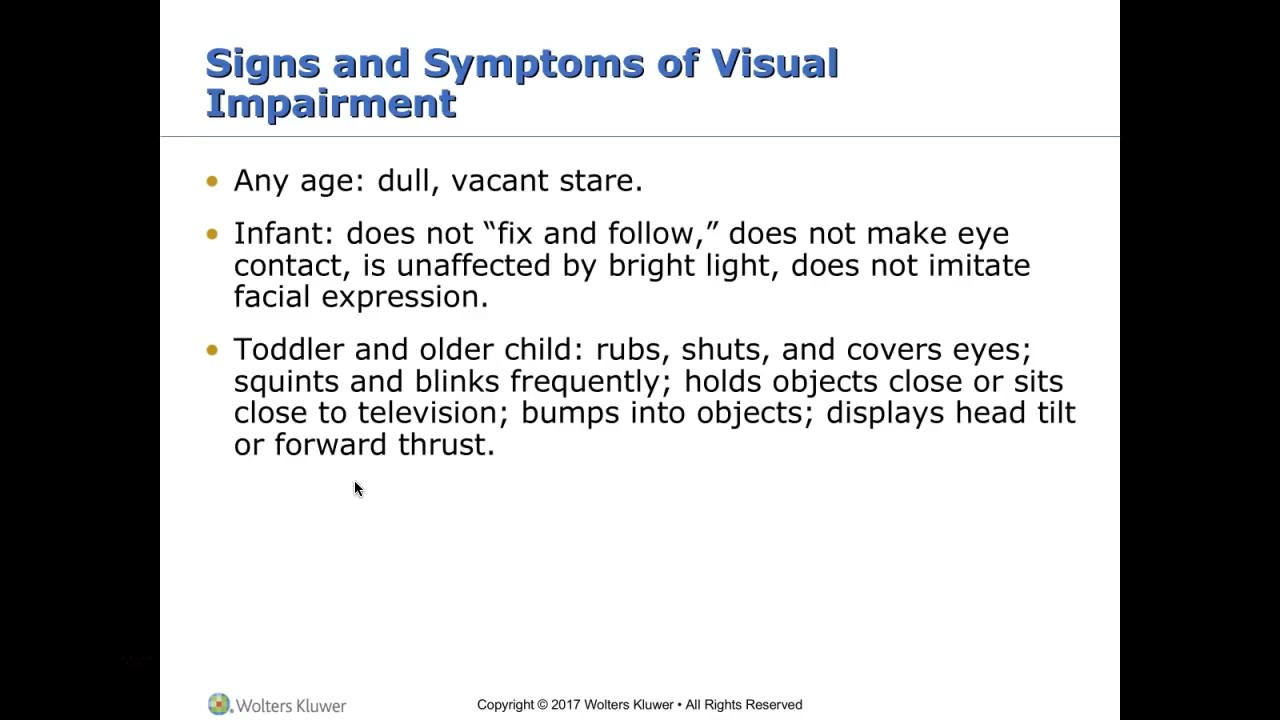 Signs and Symptoms of Visual
Impairment
• Any age: dull, vacant stare.
• Infant: does not “fix and follow,” does not make eye
contact, is unaffected by bright light, does not imitate
facial expression.
• Toddler and older child: rubs, shuts, and covers eyes;
squints and blinks frequently; holds objects close or sits
close to television; bumps into objects; displays head tilt
or forward thrust.
Wolters Kluwer
Copyright © 2017 Wolters Kluwer • All Rights Reserved